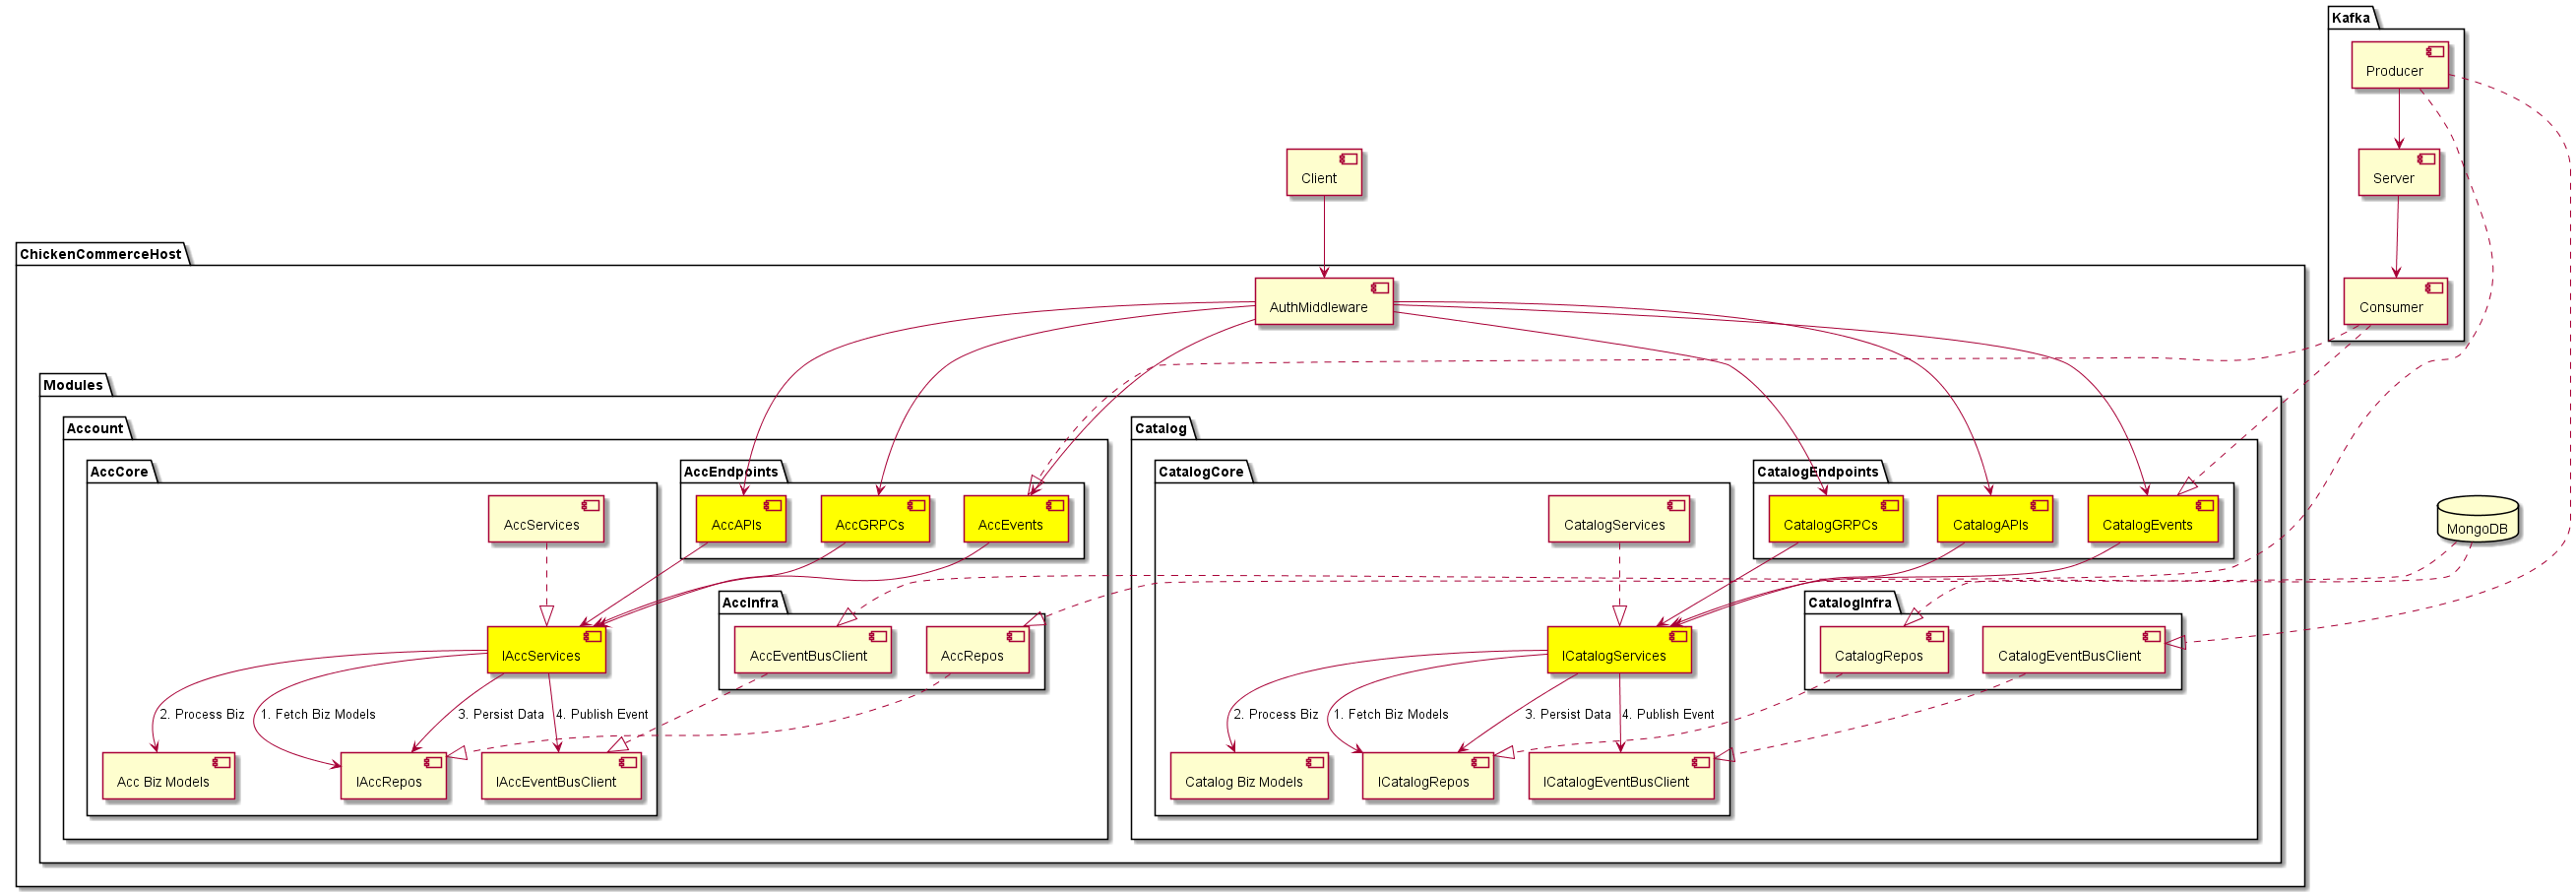 Kafka
Producer
Client
Server
ChickenCommerceHost
AuthMiddleware
Consumer
Modules
Account
Catalog
AccCore
AccEndpoints
CatalogCore
CatalogEndpoints
AccServices
AccAPIs
AccGRPCs
AccEvents
CatalogServices
CatalogGRPCs
CatalogAPIs
CatalogEvents
MongoDB
AccInfra
CatalogInfra
IAccServices
AccEventBusClient
AccRepos
ICatalogServices
CatalogRepos
CatalogEventBusClient
2. Process Biz
1. Fetch Biz Models
3. Persist Data
4. Publish Event
2. Process Biz
1. Fetch Biz Models
3. Persist Data
4. Publish Event
Acc Biz Models
IAccRepos
IAccEventBusClient
Catalog Biz Models
ICatalogRepos
ICatalogEventBusClient